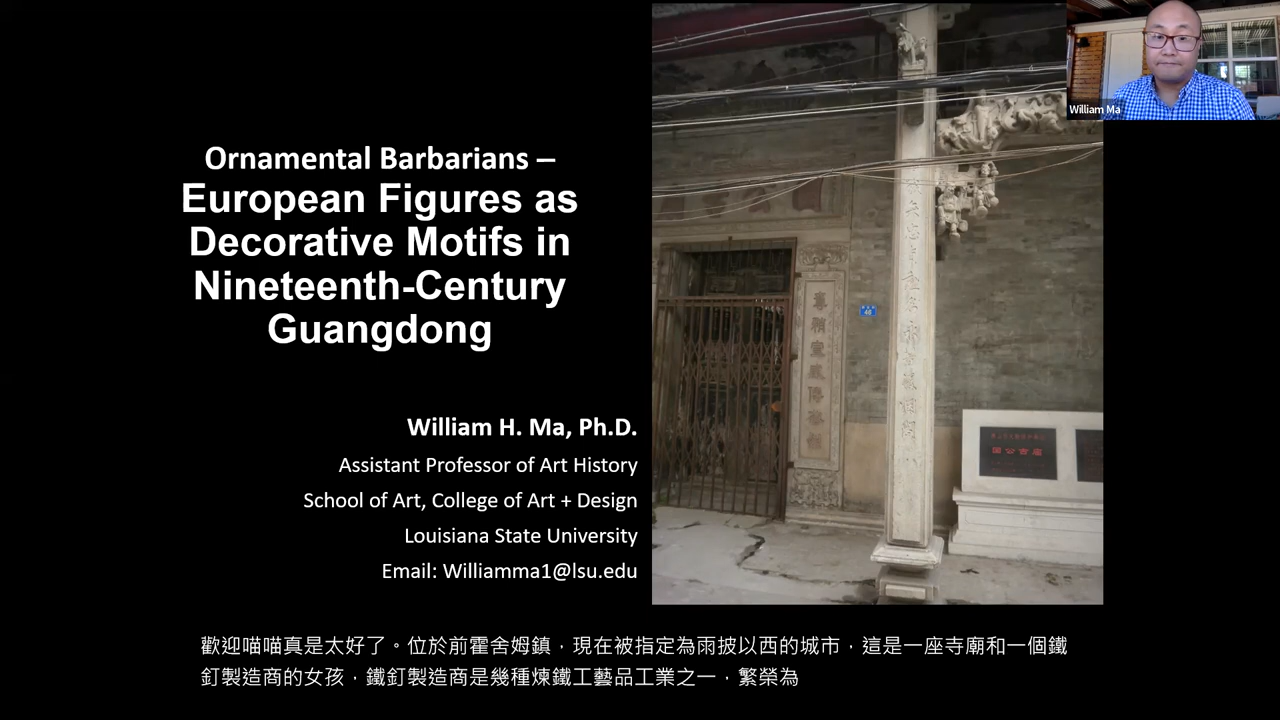 Ornamental Barbarians –
European Figures as
Decorative Motifs in
Nineteenth-Century
Guangdong
William H. Ma, Ph.D.
Assistant Professor of Art History
School of Art, College of Art + Design
Louisiana State University
Email: Williamma1@lsu.edu
William Ma
48
國公古廟
歡迎喵喵真是太好了。位於前霍舍姆鎮，現在被指定為雨披以西的城市，這是一座寺廟和一個鐵
釘製造商的女孩，鐵釘製造商是幾種煉鐵工藝品工業之一，繁榮為